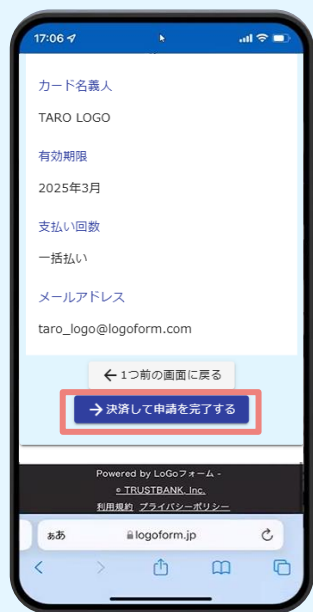 17:06
カード名義人
TARO LOGO
有効期限
2025年3月
支払い回数
一括払い
メールアドレス
taro_logo@logoform.com
← 1つ前の画面に戻る
→ 決済して申請を完了する
Powered by LoGoフォーム -
© TRUSTBANK, Inc.
利用規約 プライバシーポリシー
ぁあ logoform.jp